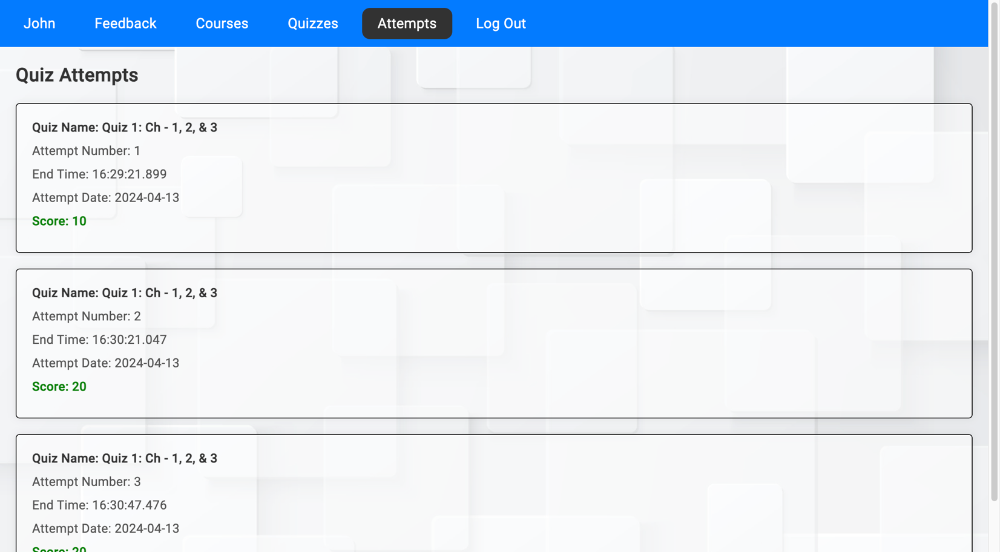 John Feedback Courses Quizzes Attempts Log Out
Quiz Attempts
Quiz Name: Quiz 1: Ch - 1, 2, & 3
Attempt Number: 1
End Time: 16:29:21.899
Attempt Date: 2024-04-13
Score: 10
Quiz Name: Quiz 1: Ch - 1, 2, & 3
Attempt Number: 2
End Time: 16:30:21.047
Attempt Date: 2024-04-13
Score: 20
Quiz Name: Quiz 1: Ch - 1, 2, & 3
Attempt Number: 3
End Time: 16:30:47.476
Attempt Date: 2024-04-13
Score: 20